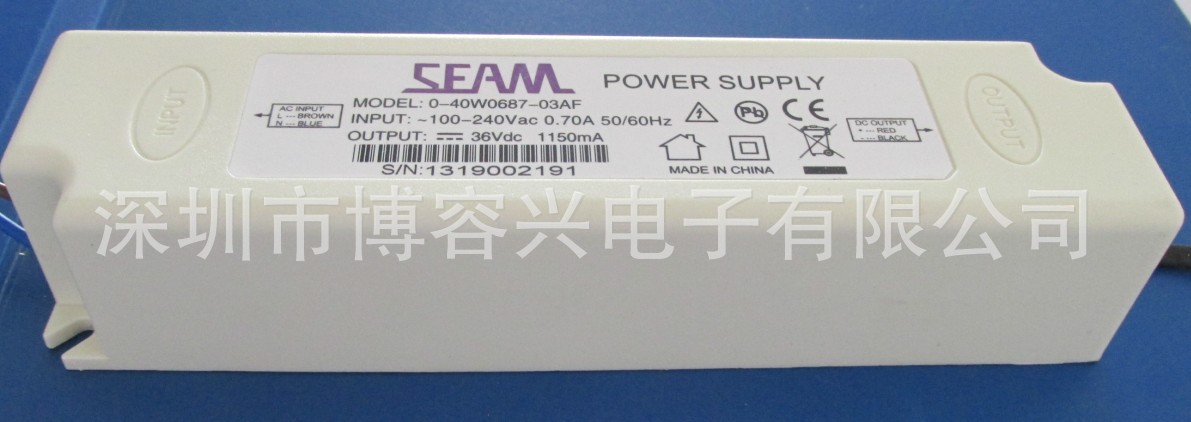 SEAM POWER SUPPLY
MODEL: 0-40W0687-03AF
INPUT: ~100-240Vac 0.70A 50/60Hz
OUTPUT: 36Vdc 1150mA
S/N:1319002191
INPUT
AC INPUT
L --- BROWN
N --- BLUE
Pb
CE
MADE IN CHINA
DC OUTPUT
+ --- RED
- --- BLACK
OUTPUT
深圳市博容兴电子有限公司